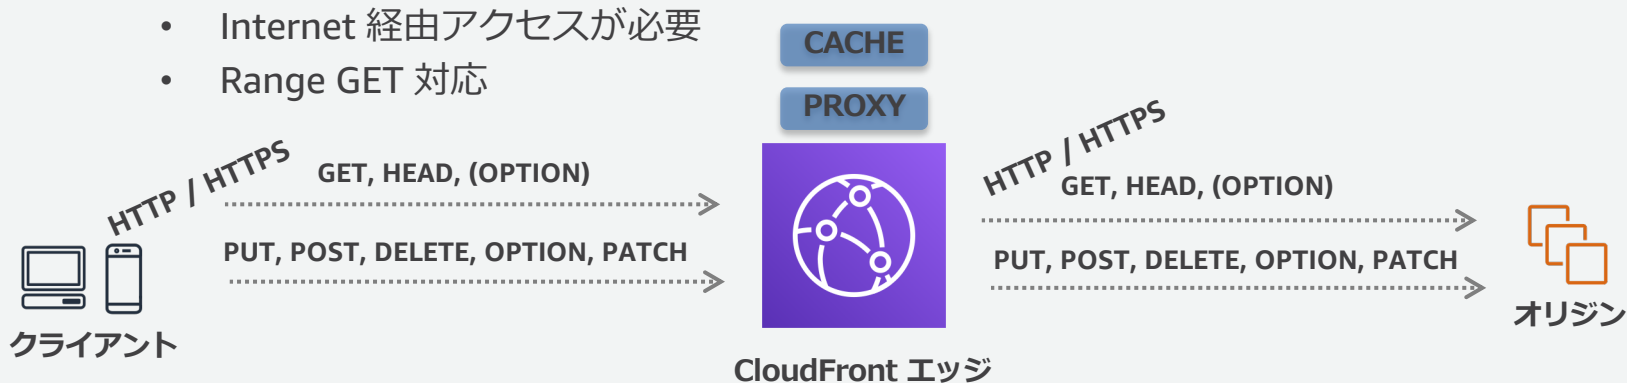 • Internet 経由アクセスが必要
• Range GET 対応
CACHE
PROXY
HTTP / HTTPS
GET, HEAD, (OPTION)
PUT, POST, DELETE, OPTION, PATCH
HTTP / HTTPS
GET, HEAD, (OPTION)
PUT, POST, DELETE, OPTION, PATCH
クライアント
CloudFront エッジ
オリジン